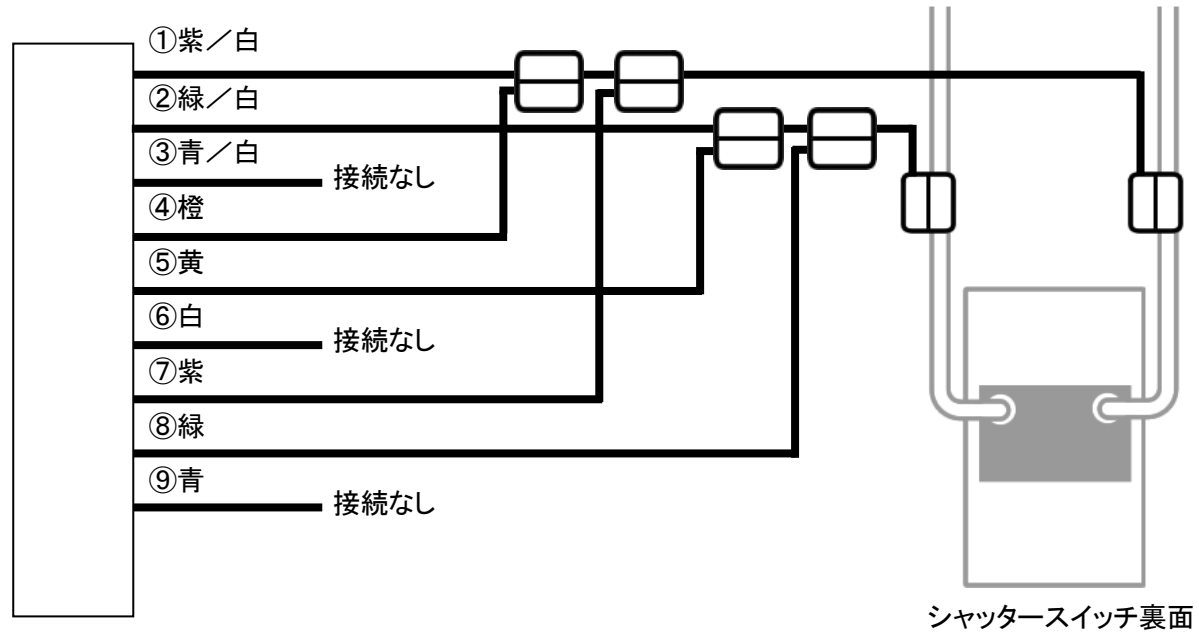 ①紫／白
②緑／白
③青／白
接続なし
④橙
⑤黄
⑥白
接続なし
⑦紫
⑧緑
⑨青
接続なし
シャッタースイッチ裏面